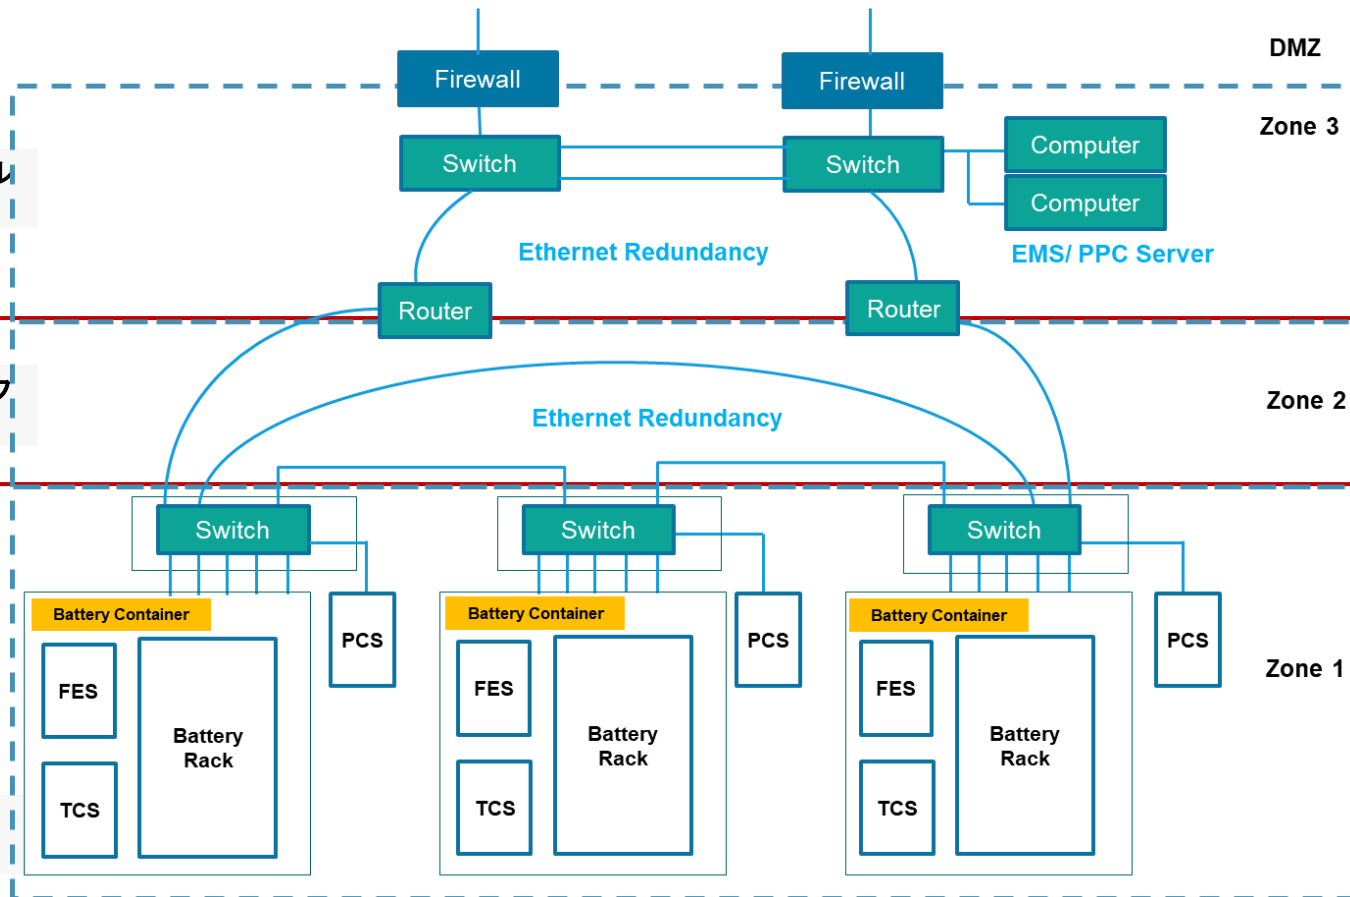 DMZ
Firewall
Firewall
Zone 3
Switch
Switch
Computer
Computer
Ethernet Redundancy
EMS/ PPC Server
Router
Router
Ethernet Redundancy
Zone 2
Switch
Switch
Switch
Battery Container
PCS
Battery Container
PCS
Battery Container
PCS
FES
FES
FES
Zone 1
Battery
Rack
Battery
Rack
Battery
Rack
TCS
TCS
TCS